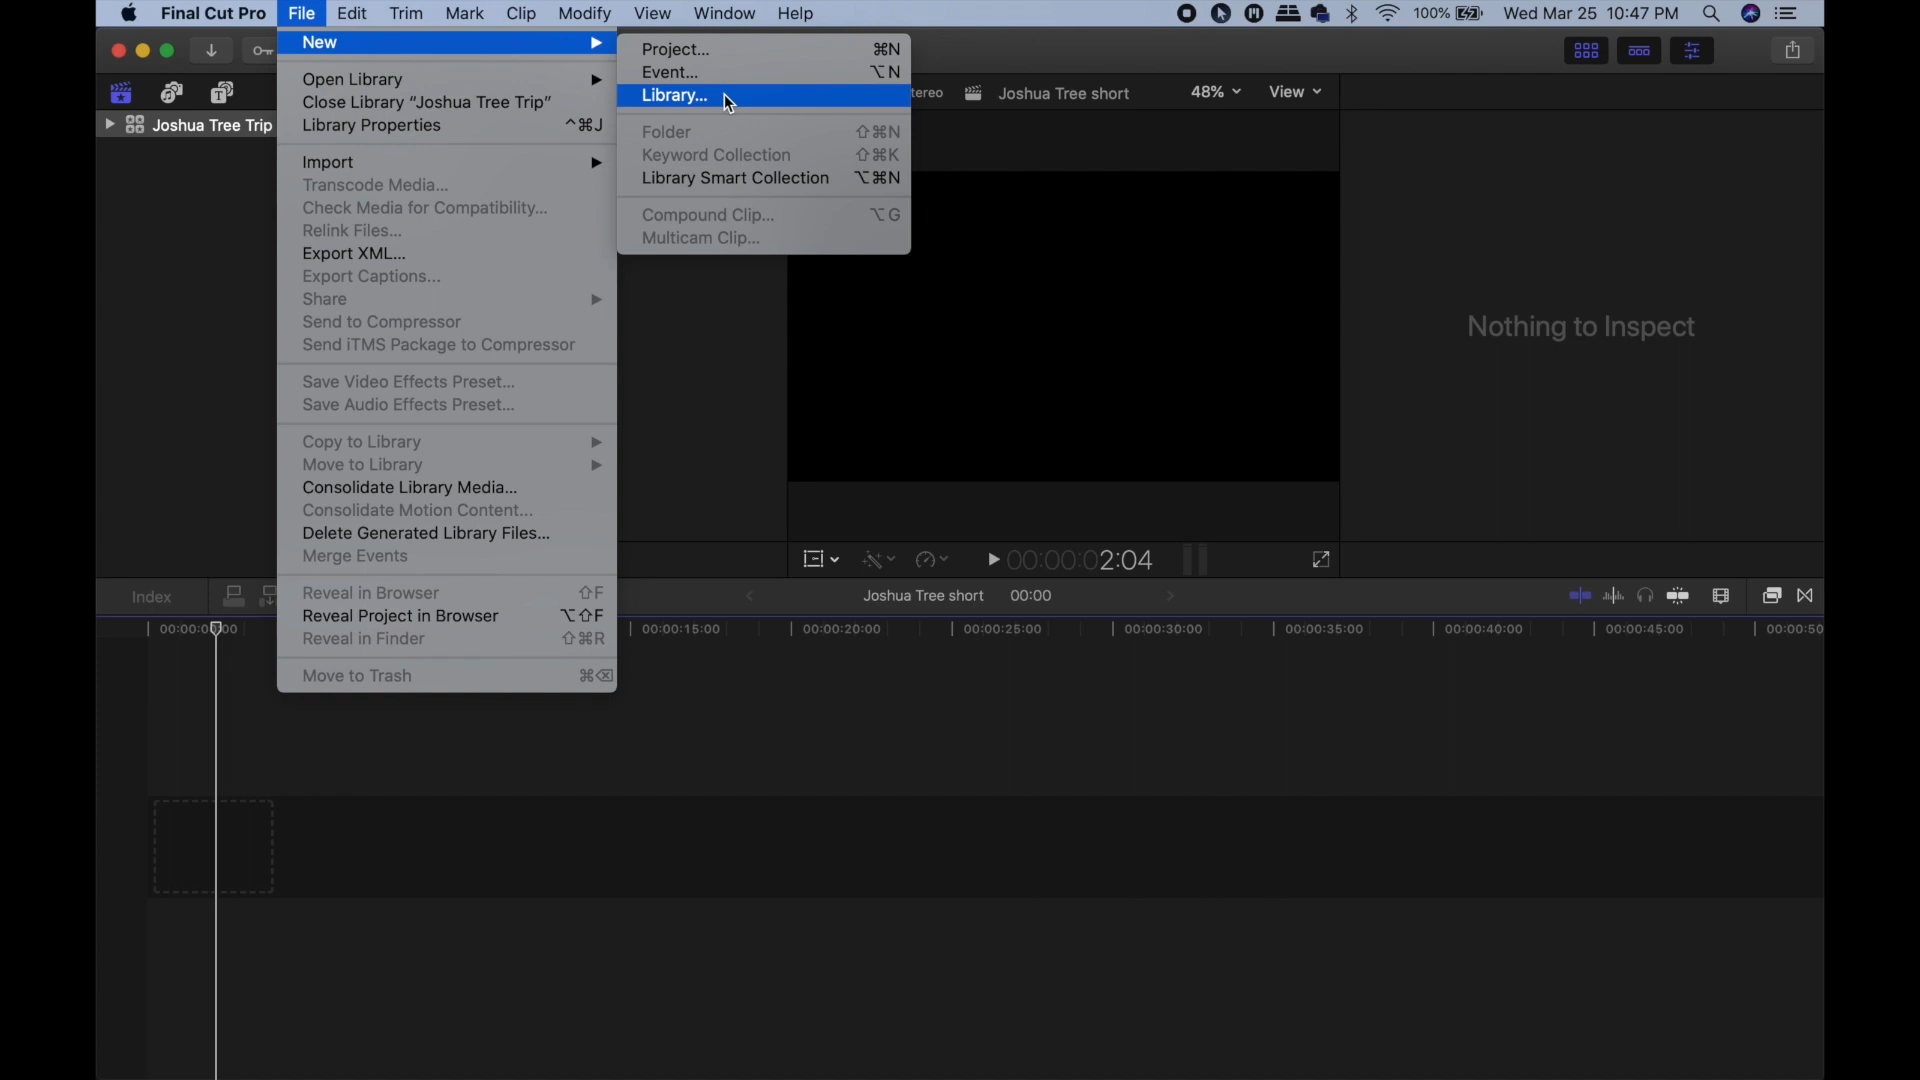 Final Cut Pro File Edit Trim Mark Clip Modify View Window Help 100% Wed Mar 25 10:47 PM
New
Open Library
Close Library “Joshua Tree Trip”
Library Properties ^⌘J
Import
Transcode Media...
Check Media for Compatibility...
Relink Files...
Export XML...
Export Captions...
Share
Send to Compressor
Send iTMS Package to Compressor
Save Video Effects Preset...
Save Audio Effects Preset...
Copy to Library
Move to Library
Consolidate Library Media...
Consolidate Motion Content...
Delete Generated Library Files...
Merge Events
Reveal in Browser ⇧F
Reveal Project in Browser ⌥⇧F
Reveal in Finder ⇧⌘R
Move to Trash ⌘⌫
Project... ⌘N
Event... ⌥N
Library...
Folder ⇧⌘N
Keyword Collection ⇧⌘K
Library Smart Collection ⌥⌘N
Compound Clip... ⌥G
Multicam Clip...
Joshua Tree Trip
tereo Joshua Tree short 48% View
Nothing to Inspect
00:00:02:04
Index Joshua Tree short 00:00
00:00:00:00 00:00:15:00 00:00:20:00 00:00:25:00 00:00:30:00 00:00:35:00 00:00:40:00 00:00:45:00 00:00:50